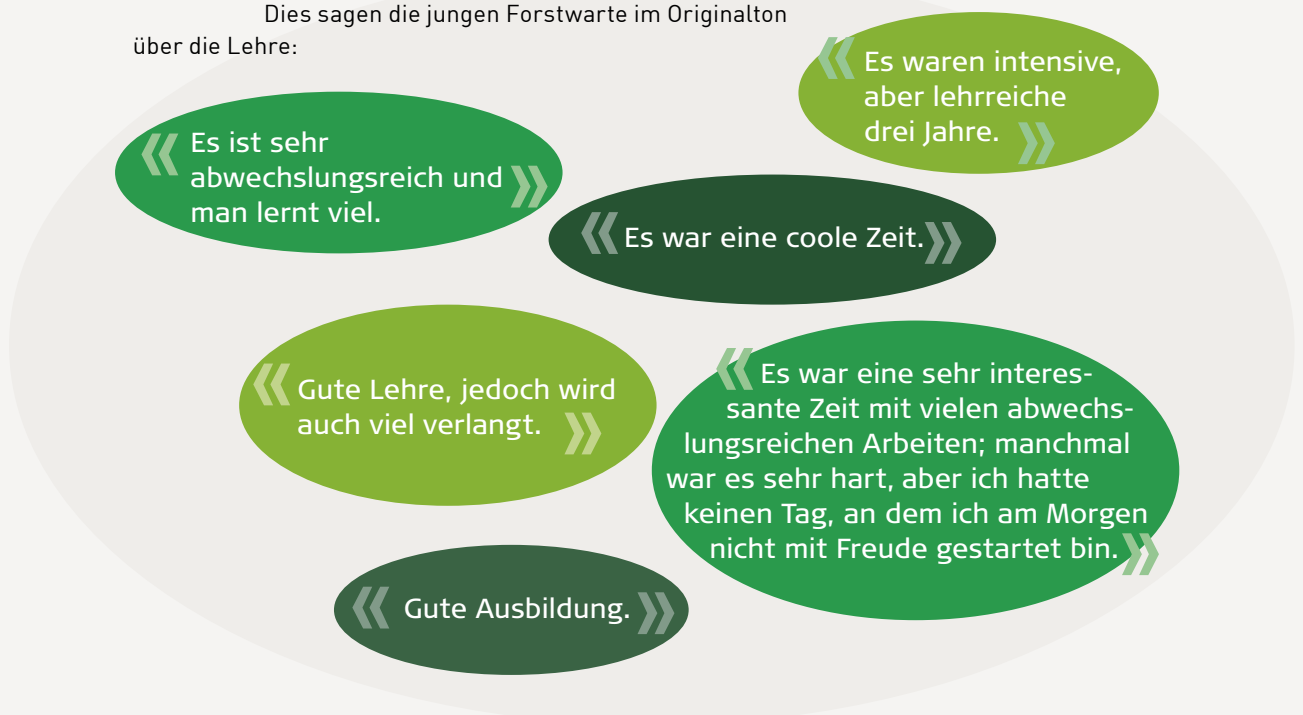 Dies sagen die jungen Forstwarte im Originalton
über die Lehre:
« Es waren intensive,
aber lehrreiche
drei Jahre. »
« Es ist sehr
abwechslungsreich und
man lernt viel. »
« Es war eine coole Zeit. »
« Gute Lehre, jedoch wird
auch viel verlangt. »
« Es war eine sehr interes-
sante Zeit mit vielen abwechs-
lungsreichen Arbeiten; manchmal
war es sehr hart, aber ich hatte
keinen Tag, an dem ich am Morgen
nicht mit Freude gestartet bin. »
« Gute Ausbildung. »